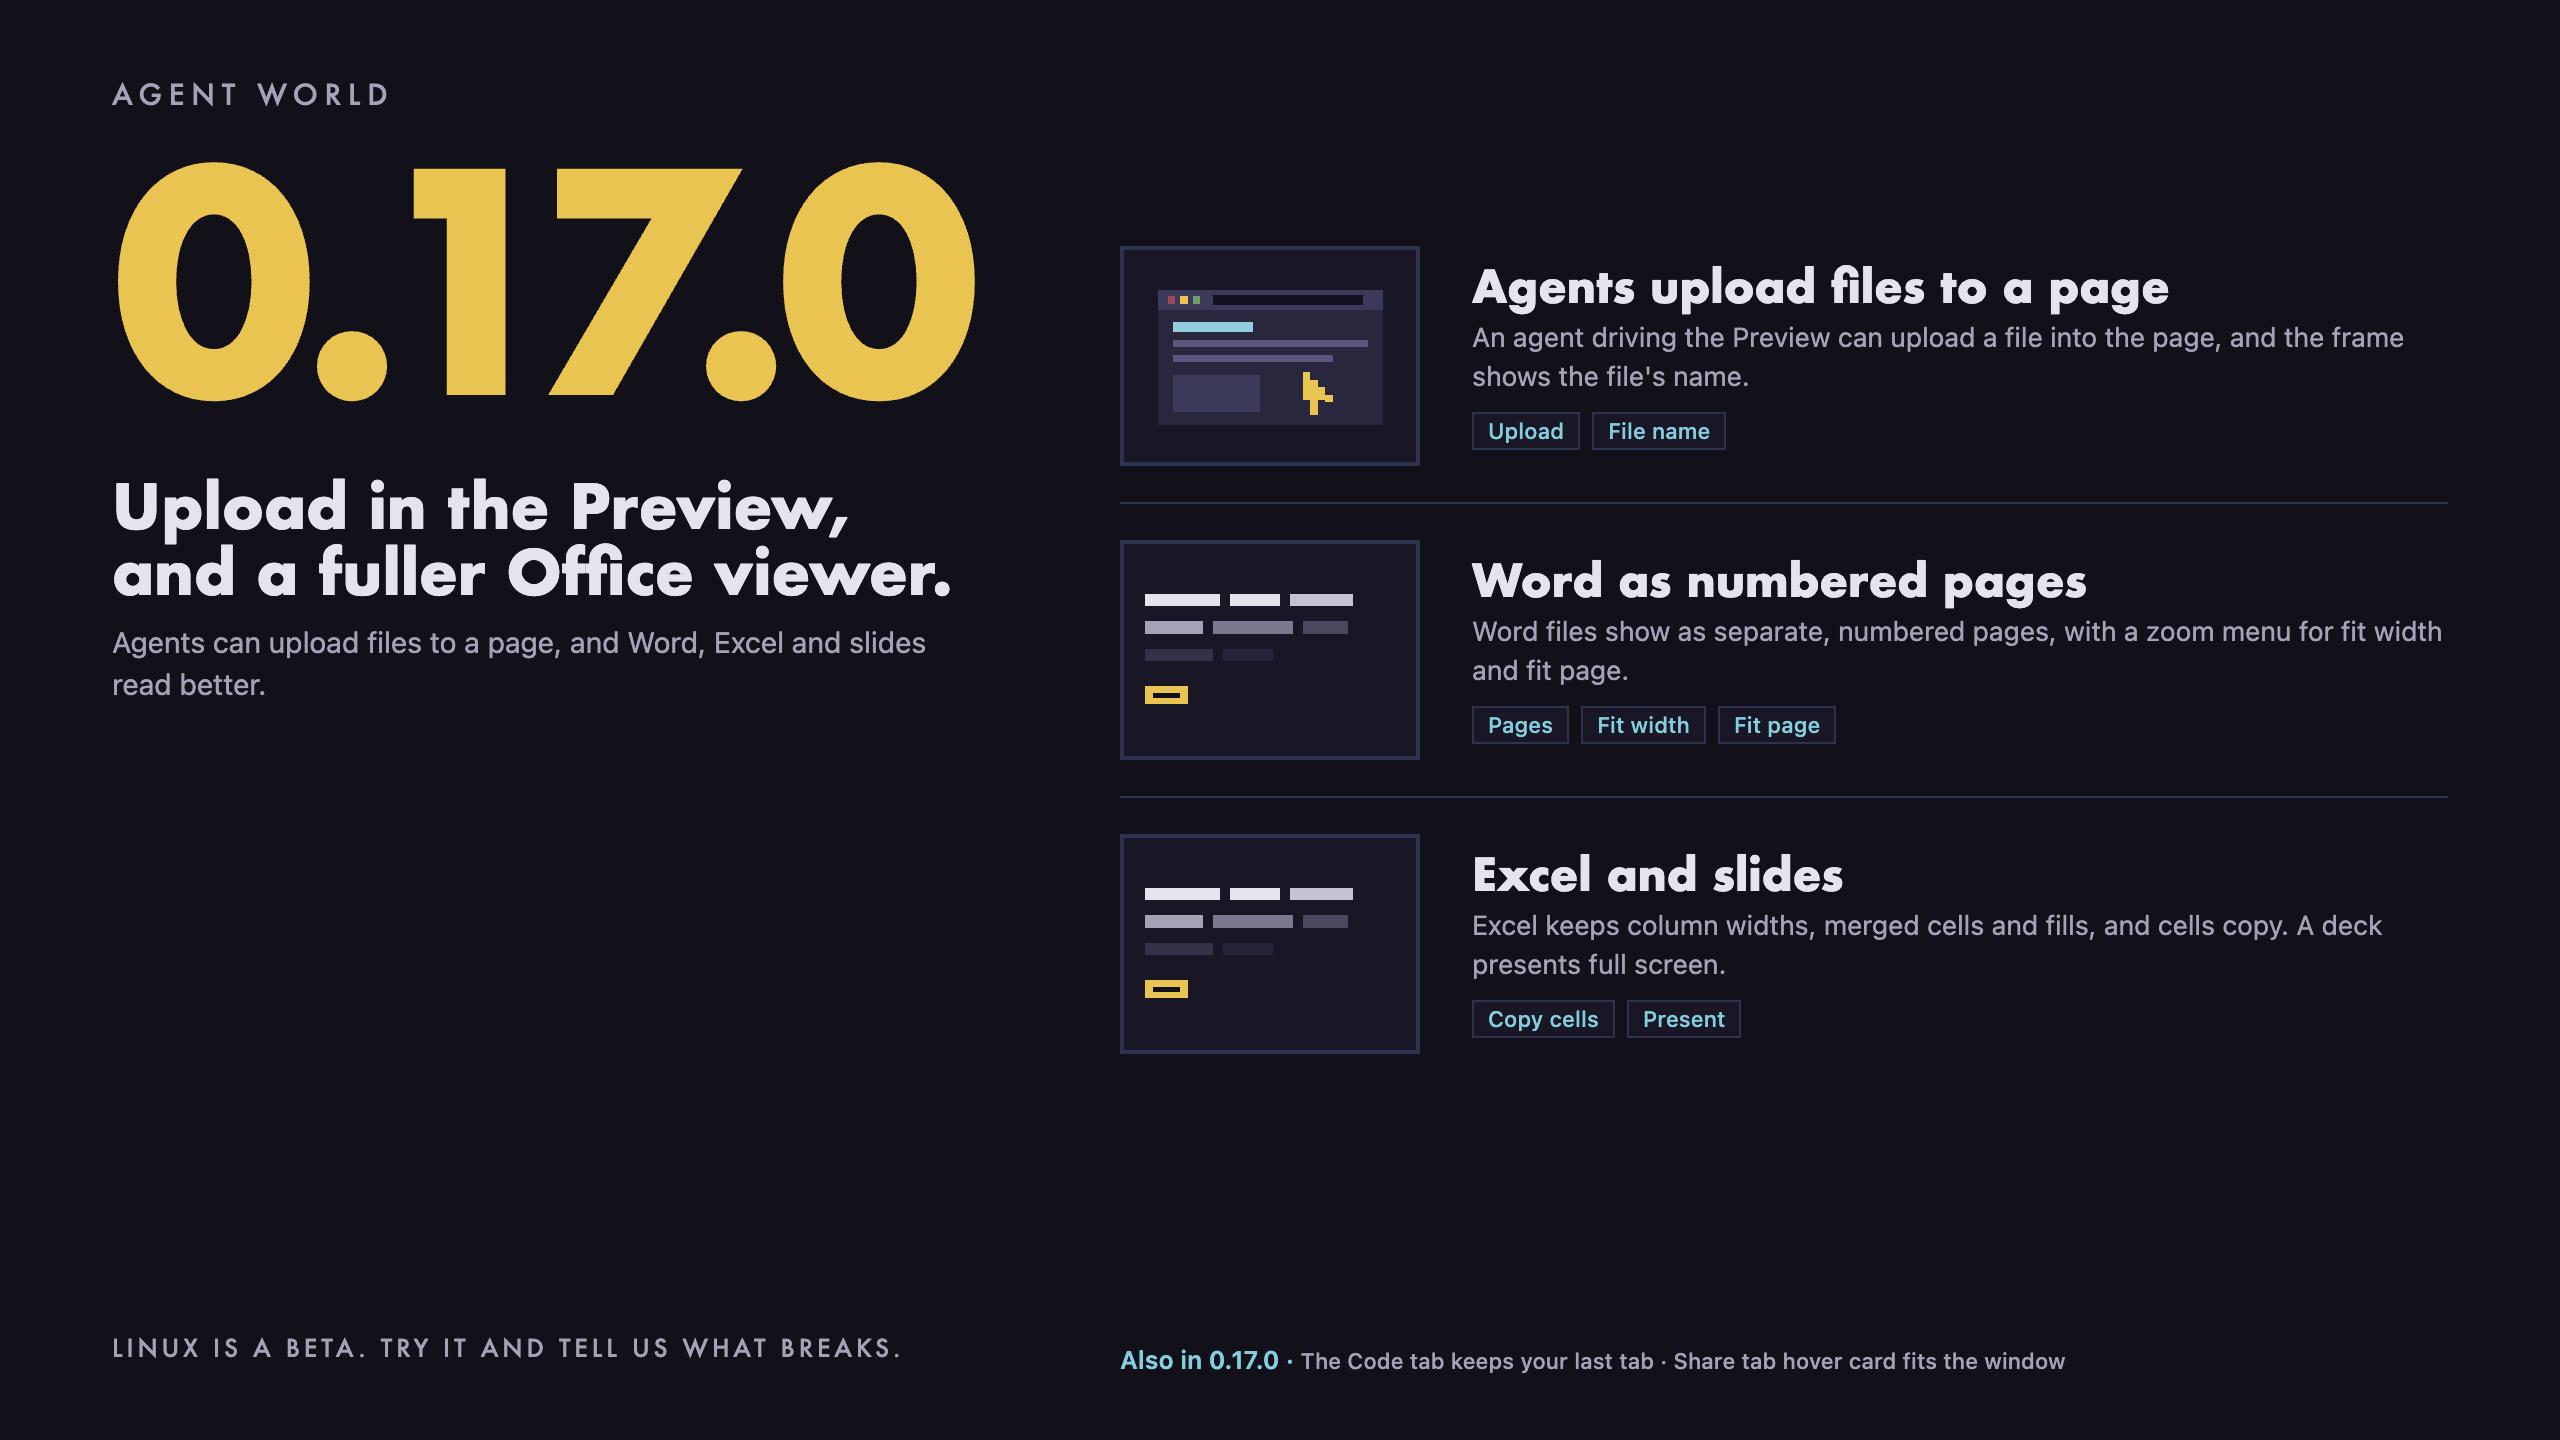 AGENT WORLD
0.17.0
Upload in the Preview,
and a fuller Office viewer.
Agents can upload files to a page, and Word, Excel and slides
read better.
Agents upload files to a page
An agent driving the Preview can upload a file into the page, and the frame
shows the file's name.
Upload
File name
Word as numbered pages
Word files show as separate, numbered pages, with a zoom menu for fit width
and fit page.
Pages
Fit width
Fit page
Excel and slides
Excel keeps column widths, merged cells and fills, and cells copy. A deck
presents full screen.
Copy cells
Present
LINUX IS A BETA. TRY IT AND TELL US WHAT BREAKS.
Also in 0.17.0 · The Code tab keeps your last tab · Share tab hover card fits the window